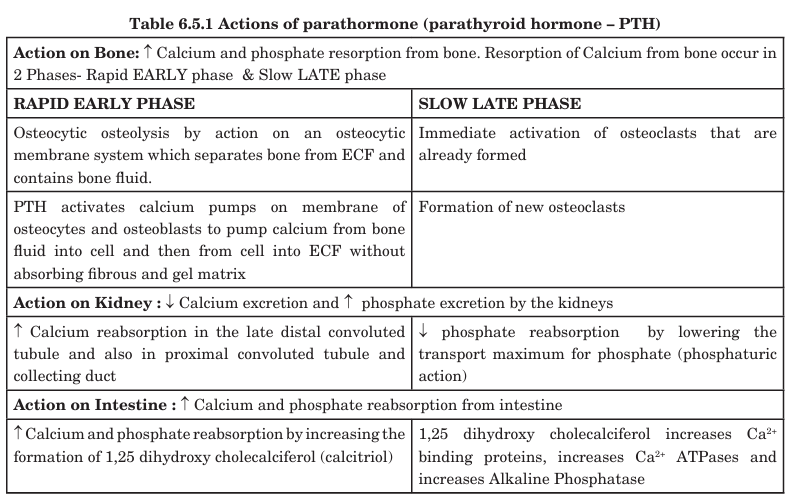 Table 6.5.1 Actions of parathormone (parathyroid hormone – PTH)
Action on Bone: ↑ Calcium and phosphate resorption from bone. Resorption of Calcium from bone occur in
2 Phases- Rapid EARLY phase & Slow LATE phase
RAPID EARLY PHASE
SLOW LATE PHASE
Osteocytic osteolysis by action on an osteocytic
membrane system which separates bone from ECF and
contains bone fluid.
Immediate activation of osteoclasts that are
already formed
PTH activates calcium pumps on membrane of
osteocytes and osteoblasts to pump calcium from bone
fluid into cell and then from cell into ECF without
absorbing fibrous and gel matrix
Formation of new osteoclasts
Action on Kidney : ↓ Calcium excretion and ↑ phosphate excretion by the kidneys
↑ Calcium reabsorption in the late distal convoluted
tubule and also in proximal convoluted tubule and
collecting duct
↓ phosphate reabsorption by lowering the
transport maximum for phosphate (phosphaturic
action)
Action on Intestine : ↑ Calcium and phosphate reabsorption from intestine
↑ Calcium and phosphate reabsorption by increasing the
formation of 1,25 dihydroxy cholecalciferol (calcitriol)
1,25 dihydroxy cholecalciferol increases Ca²⁺
binding proteins, increases Ca²⁺ ATPases and
increases Alkaline Phosphatase